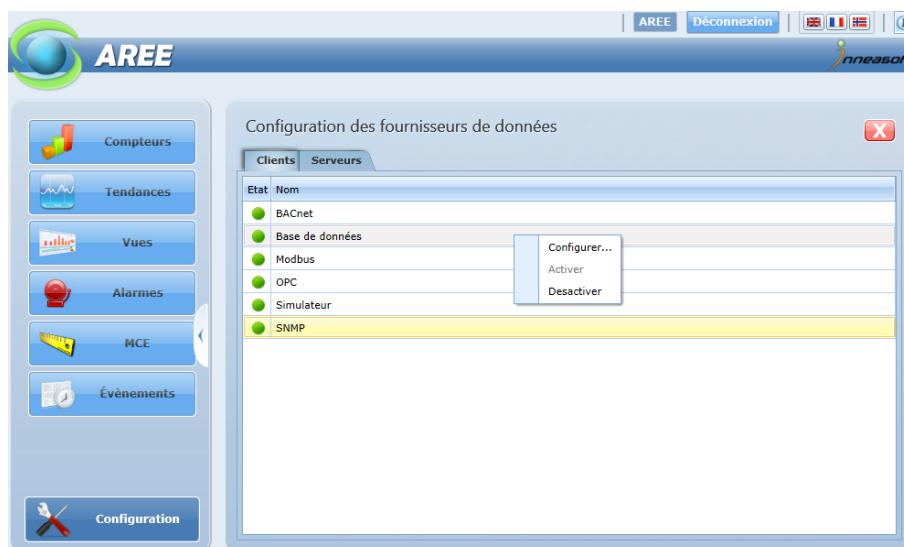 AREE Déconnexion
AREE
ınneasof
Compteurs
Tendances
Vues
Alarmes
MCE
Évènements
Configuration
Configuration des fournisseurs de données
X
Clients Serveurs
Etat Nom
BACnet
Base de données
Modbus
OPC
Simulateur
SNMP
Configurer...
Activer
Desactiver